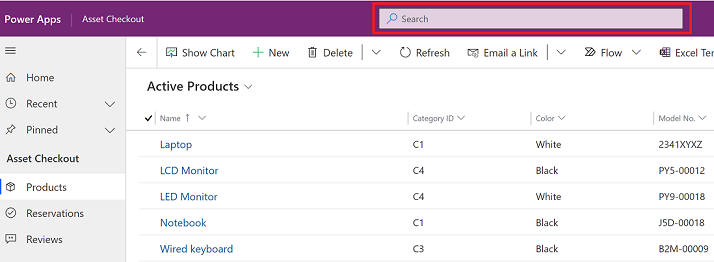 Power Apps Asset Checkout Search
Show Chart New Delete Refresh Email a Link Flow Excel Tem
Home
Recent
Pinned
Asset Checkout
Products
Reservations
Reviews
Active Products
Name Category ID Color Model No.
Laptop C1 White 2341XYXZ
LCD Monitor C4 Black PY5-00012
LED Monitor C4 White PY9-00018
Notebook C1 Black J5D-00018
Wired keyboard C3 Black B2M-00009